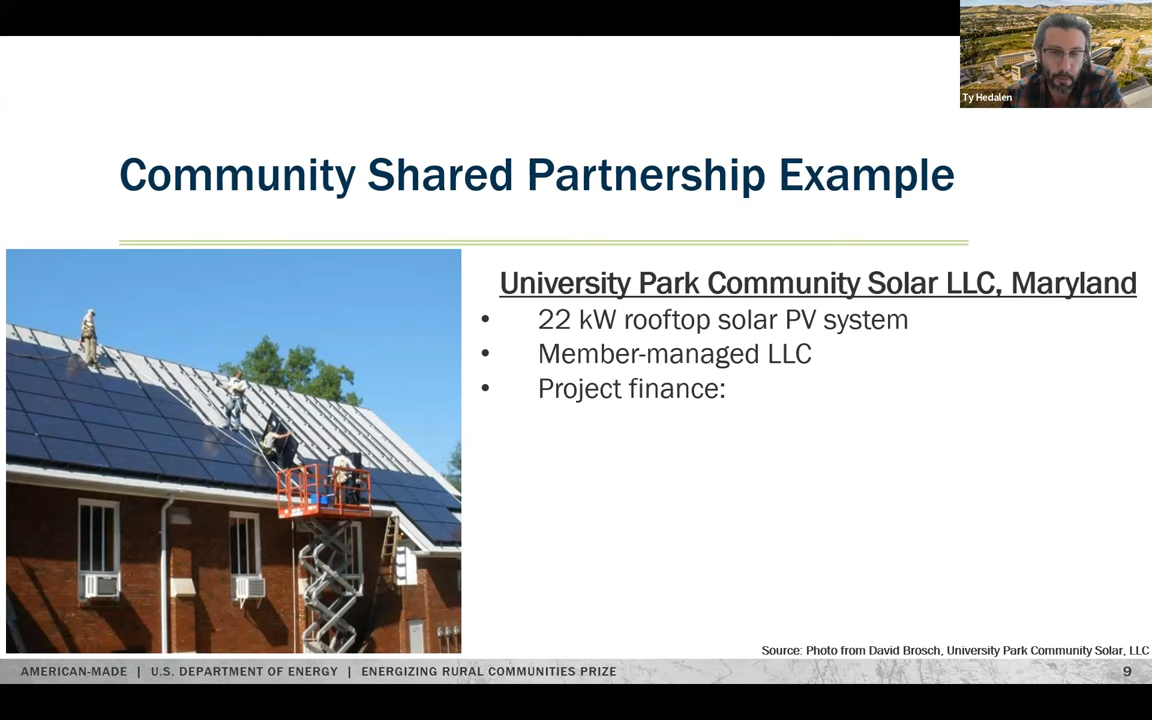 Ty Hedalen
Community Shared Partnership Example
University Park Community Solar LLC, Maryland
• 22 kW rooftop solar PV system
• Member-managed LLC
• Project finance:
Source: Photo from David Brosch, University Park Community Solar, LLC
AMERICAN-MADE | U.S. DEPARTMENT OF ENERGY | ENERGIZING RURAL COMMUNITIES PRIZE 9